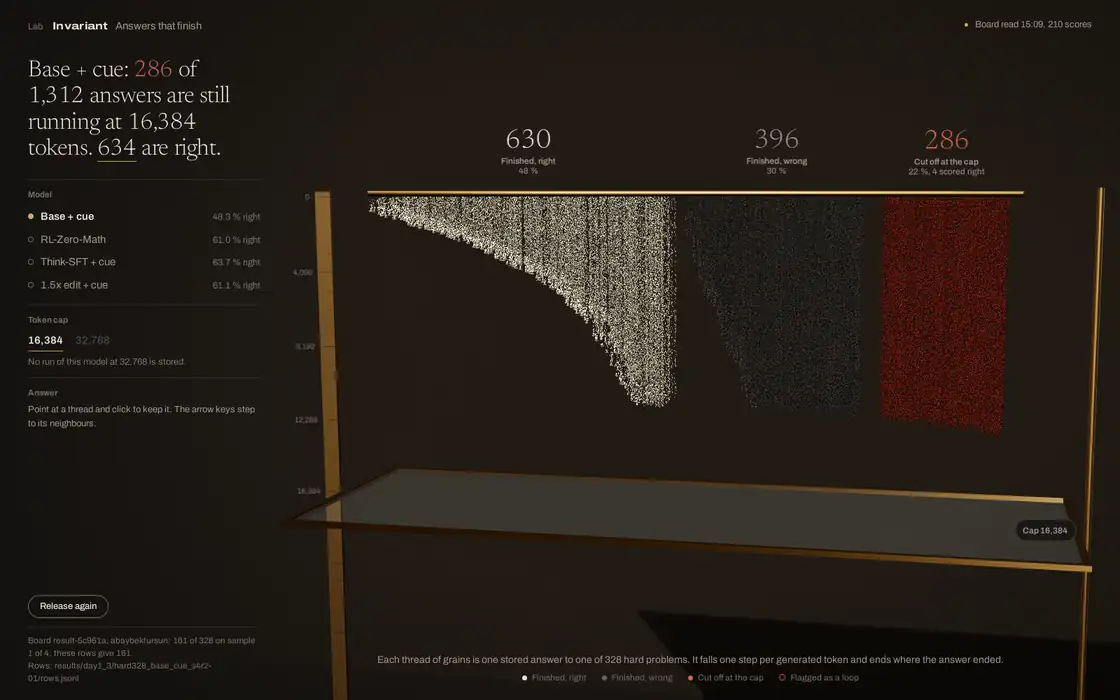 Lab Invariant Answers that finish
Board read 15:09, 210 scores
Base + cue: 286 of
1,312 answers are still
running at 16,384
tokens. 634 are right.
Model
Base + cue 48.3 % right
RL-Zero-Math 61.0 % right
Think-SFT + cue 63.7 % right
1.5x edit + cue 61.1 % right
Token cap
16,384 32,768
No run of this model at 32,768 is stored.
Answer
Point at a thread and click to keep it. The arrow keys step
to its neighbours.
Release again
Board result-5c961a, abaybektursun: 161 of 328 on sample
1 of 4; these rows give 161
Rows: results/day1_3/hard328_base_cue_s4r2-
01/rows.jsonl
630
Finished, right
48 %
396
Finished, wrong
30 %
286
Cut off at the cap
22 %, 4 scored right
0
4,096
8,192
12,288
16,384
Cap 16,384
Each thread of grains is one stored answer to one of 328 hard problems. It falls one step per generated token and ends where the answer ended.
Finished, right Finished, wrong Cut off at the cap Flagged as a loop